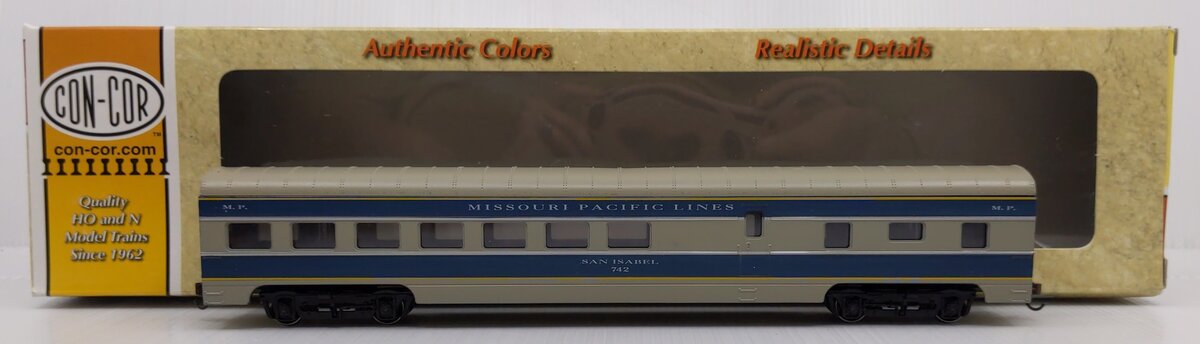 Authentic Colors
Realistic Details
CON-COR
TM
con-cor.com
Quality
HO and N
Model Trains
Since 1962
M. P.
MISSOURI PACIFIC LINES
M. P.
SAN ISABEL
742